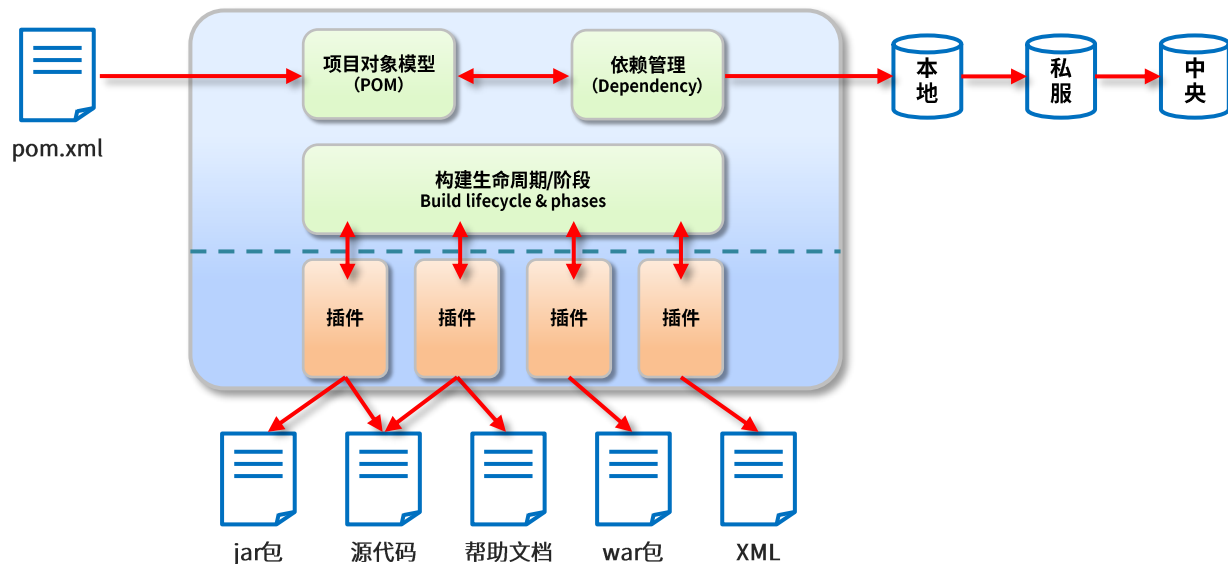 pom.xml
项目对象模型
(POM)
依赖管理
(Dependency)
本
地
私
服
中
央
构建生命周期/阶段
Build lifecycle & phases
插件
插件
插件
插件
jar包
源代码
帮助文档
war包
XML